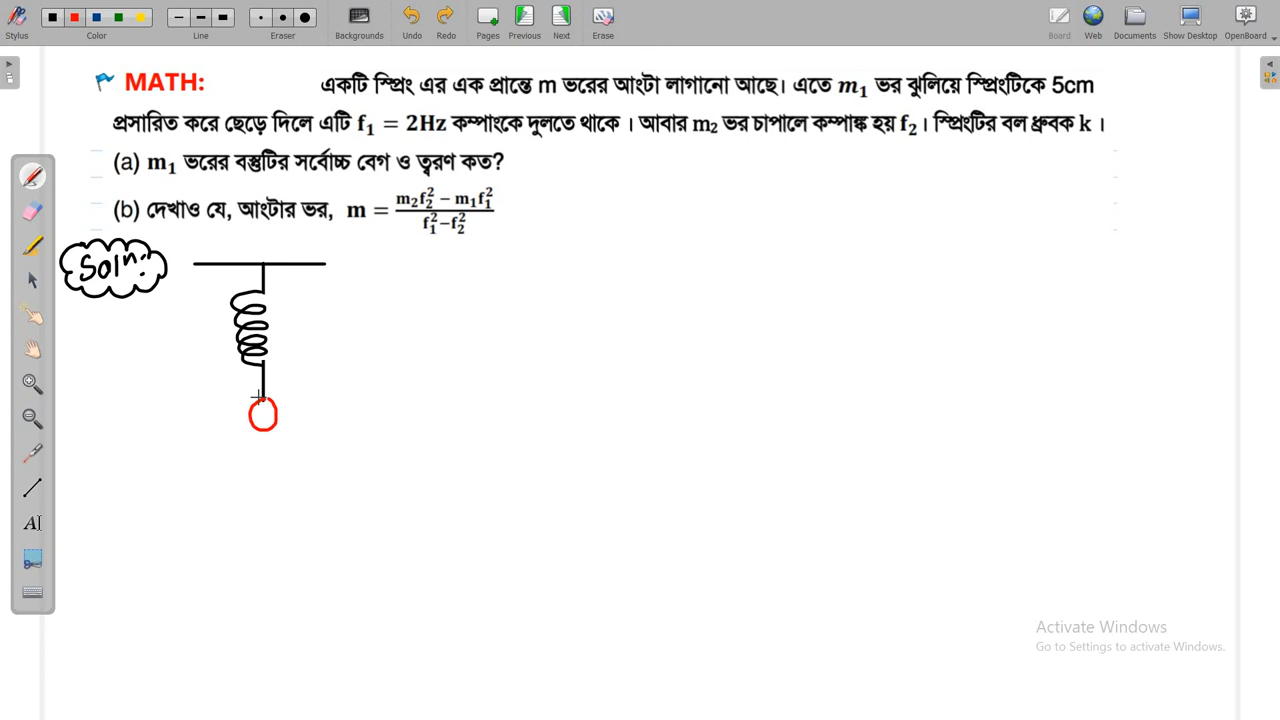 Stylus Color Line Eraser Backgrounds Undo Redo Pages Previous Next Erase Board Web Documents Show Desktop OpenBoard
MATH: একটি স্প্রিং এর এক প্রান্তে m ভরের আংটা লাগানো আছে। এতে m₁ ভর ঝুলিয়ে স্প্রিংটিকে 5cm
প্রসারিত করে ছেড়ে দিলে এটি f₁ = 2Hz কম্পাংকে দুলতে থাকে । আবার m₂ ভর চাপালে কম্পাঙ্ক হয় f₂। স্প্রিংটির বল ধ্রুবক k ।
(a) m₁ ভরের বস্তুটির সর্বোচ্চ বেগ ও ত্বরণ কত?
(b) দেখাও যে, আংটার ভর, m = (m₂f₂² − m₁f₁²)/(f₁²−f₂²)
Solⁿ:
A
Activate Windows
Go to Settings to activate Windows.